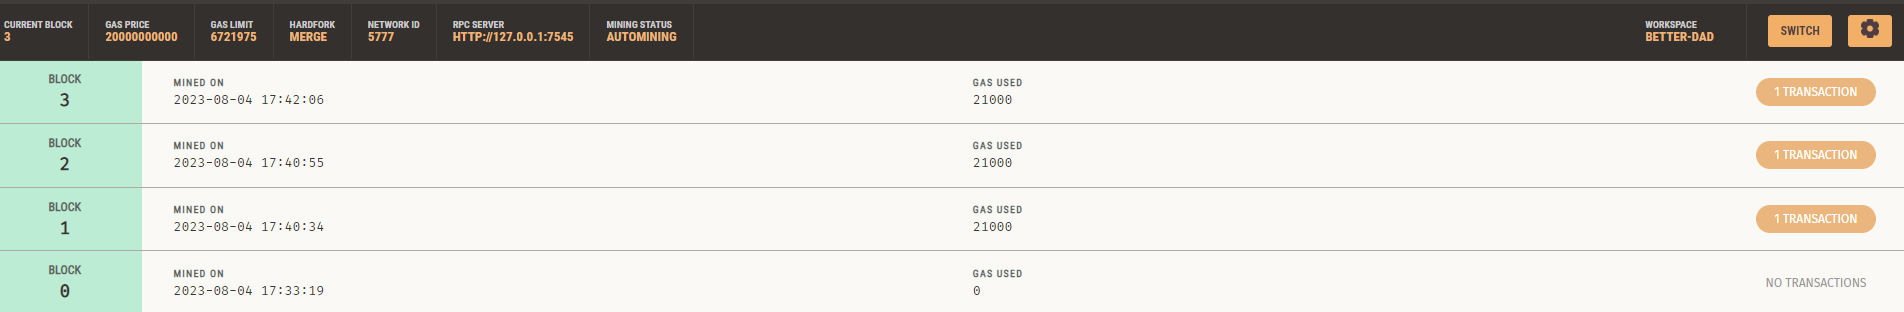 CURRENT BLOCK GAS PRICE GAS LIMIT HARDFORK NETWORK ID RPC SERVER MINING STATUS WORKSPACE
3 20000000000 6721975 MERGE 5777 HTTP://127.0.0.1:7545 AUTOMINING BETTER-DAD SWITCH
BLOCK MINED ON GAS USED
3 2023-08-04 17:42:06 21000 1 TRANSACTION
BLOCK MINED ON GAS USED
2 2023-08-04 17:40:55 21000 1 TRANSACTION
BLOCK MINED ON GAS USED
1 2023-08-04 17:40:34 21000 1 TRANSACTION
BLOCK MINED ON GAS USED
0 2023-08-04 17:33:19 0 NO TRANSACTIONS